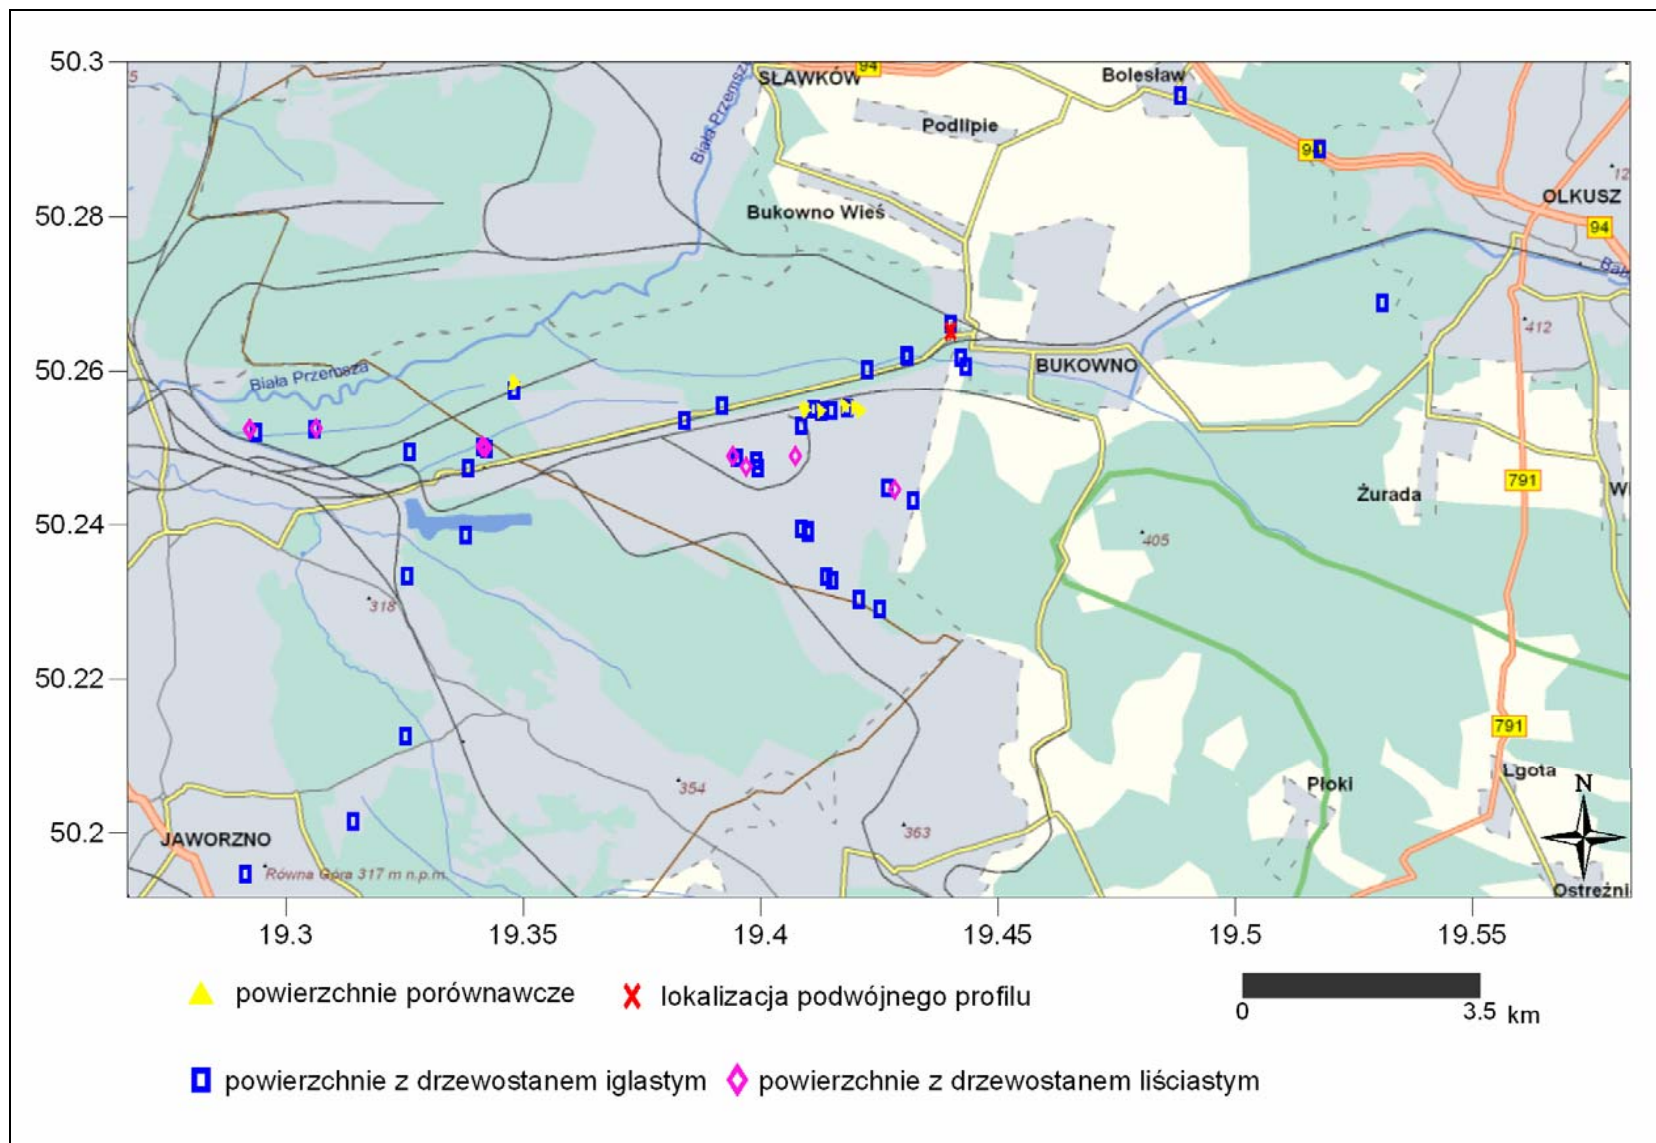 50.3
50.28
50.26
50.24
50.22
50.2
5
SŁAWKÓW
94
Bolesław
Biała Przemsza
Podlipie
94
12
OLKUSZ
Bukowno Wieś
94
412
BUKOWNO
Biała Przemsza
791
Żurada
405
318
791
Lgota
Płoki
N
354
363
JAWORZNO
Równa Góra 317 m n.p.m.
Ostrężni
19.3
19.35
19.4
19.45
19.5
19.55
powierzchnie porównawcze
lokalizacja podwójnego profilu
0
3.5 km
powierzchnie z drzewostanem iglastym
powierzchnie z drzewostanem liściastym